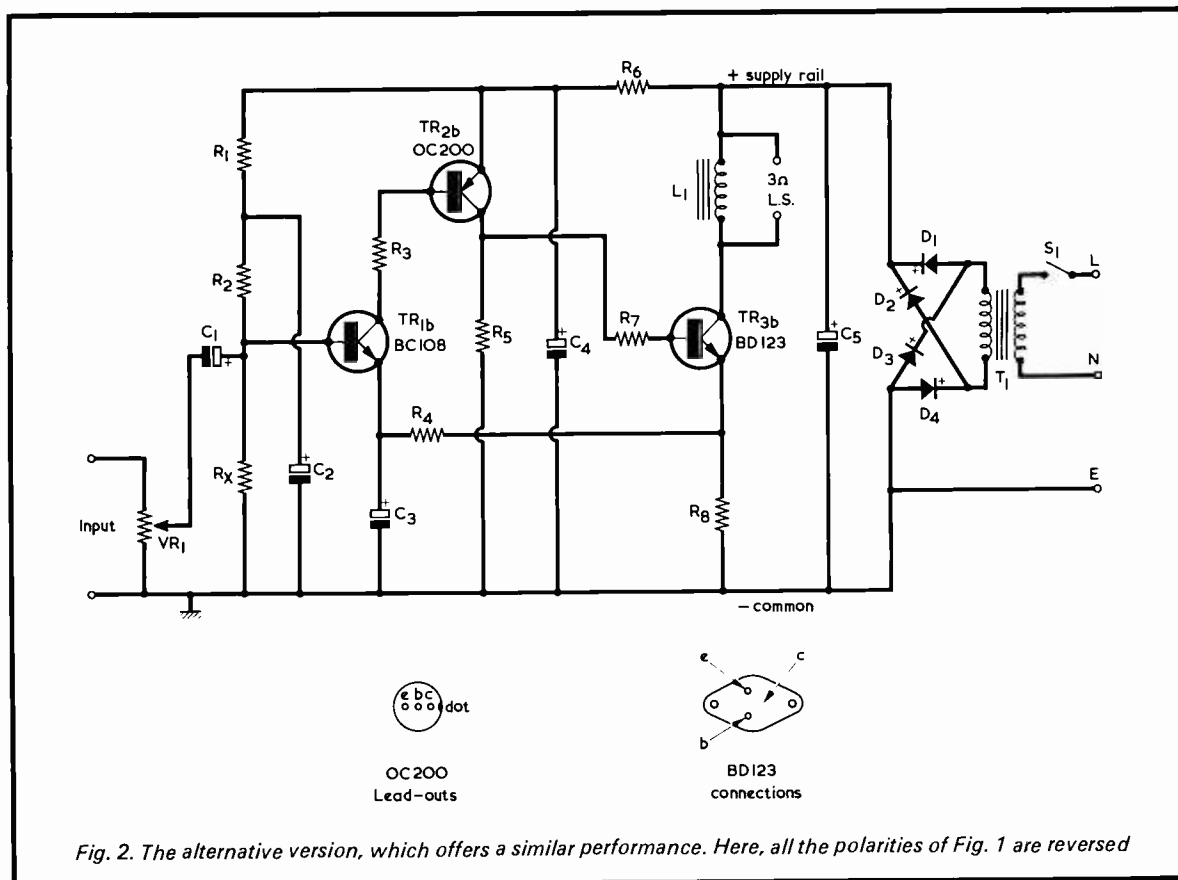 R6
+ supply rail
TR2b
OC200
R1
L1
3Ω
L.S.
D1
S1
L
R3
R2
D2
C1
TR1b
BC108
R5
C4
R7
TR3b
BD123
C5
D3
T1
N
D4
R4
RX
C2
C3
R8
E
Input
VR1
– common
e b c
dot
OC200
Lead-outs
e
c
b
BD123
connections
Fig. 2. The alternative version, which offers a similar performance. Here, all the polarities of Fig. 1 are reversed